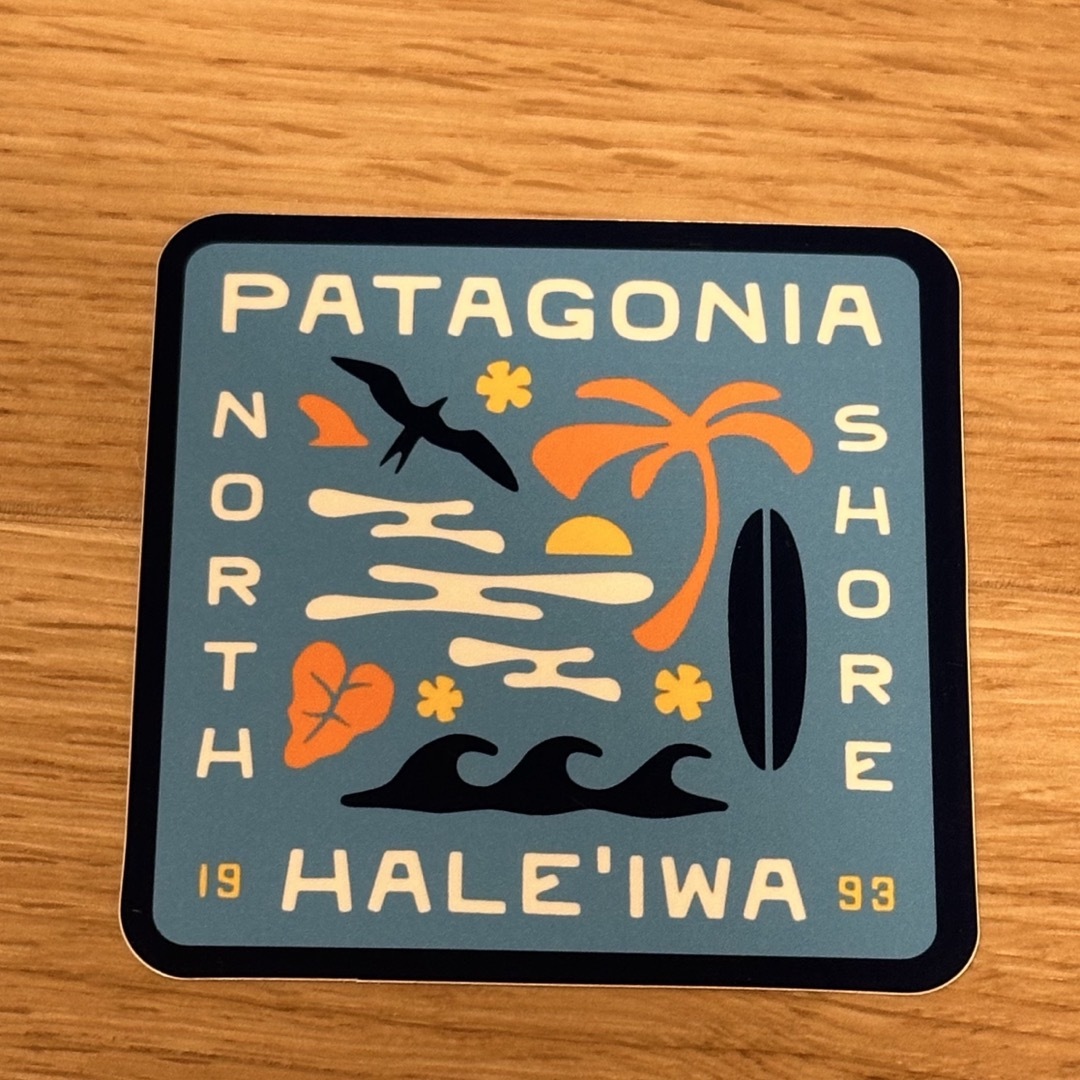 PATAGONIA
NORTH
SHORE
19 HALE'IWA 93